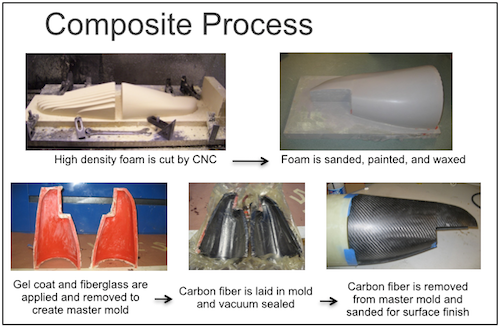 Composite Process
High density foam is cut by CNC
Foam is sanded, painted, and waxed
Gel coat and fiberglass are
applied and removed to
create master mold
Carbon fiber is laid in mold
and vacuum sealed
Carbon fiber is removed
from master mold and
sanded for surface finish